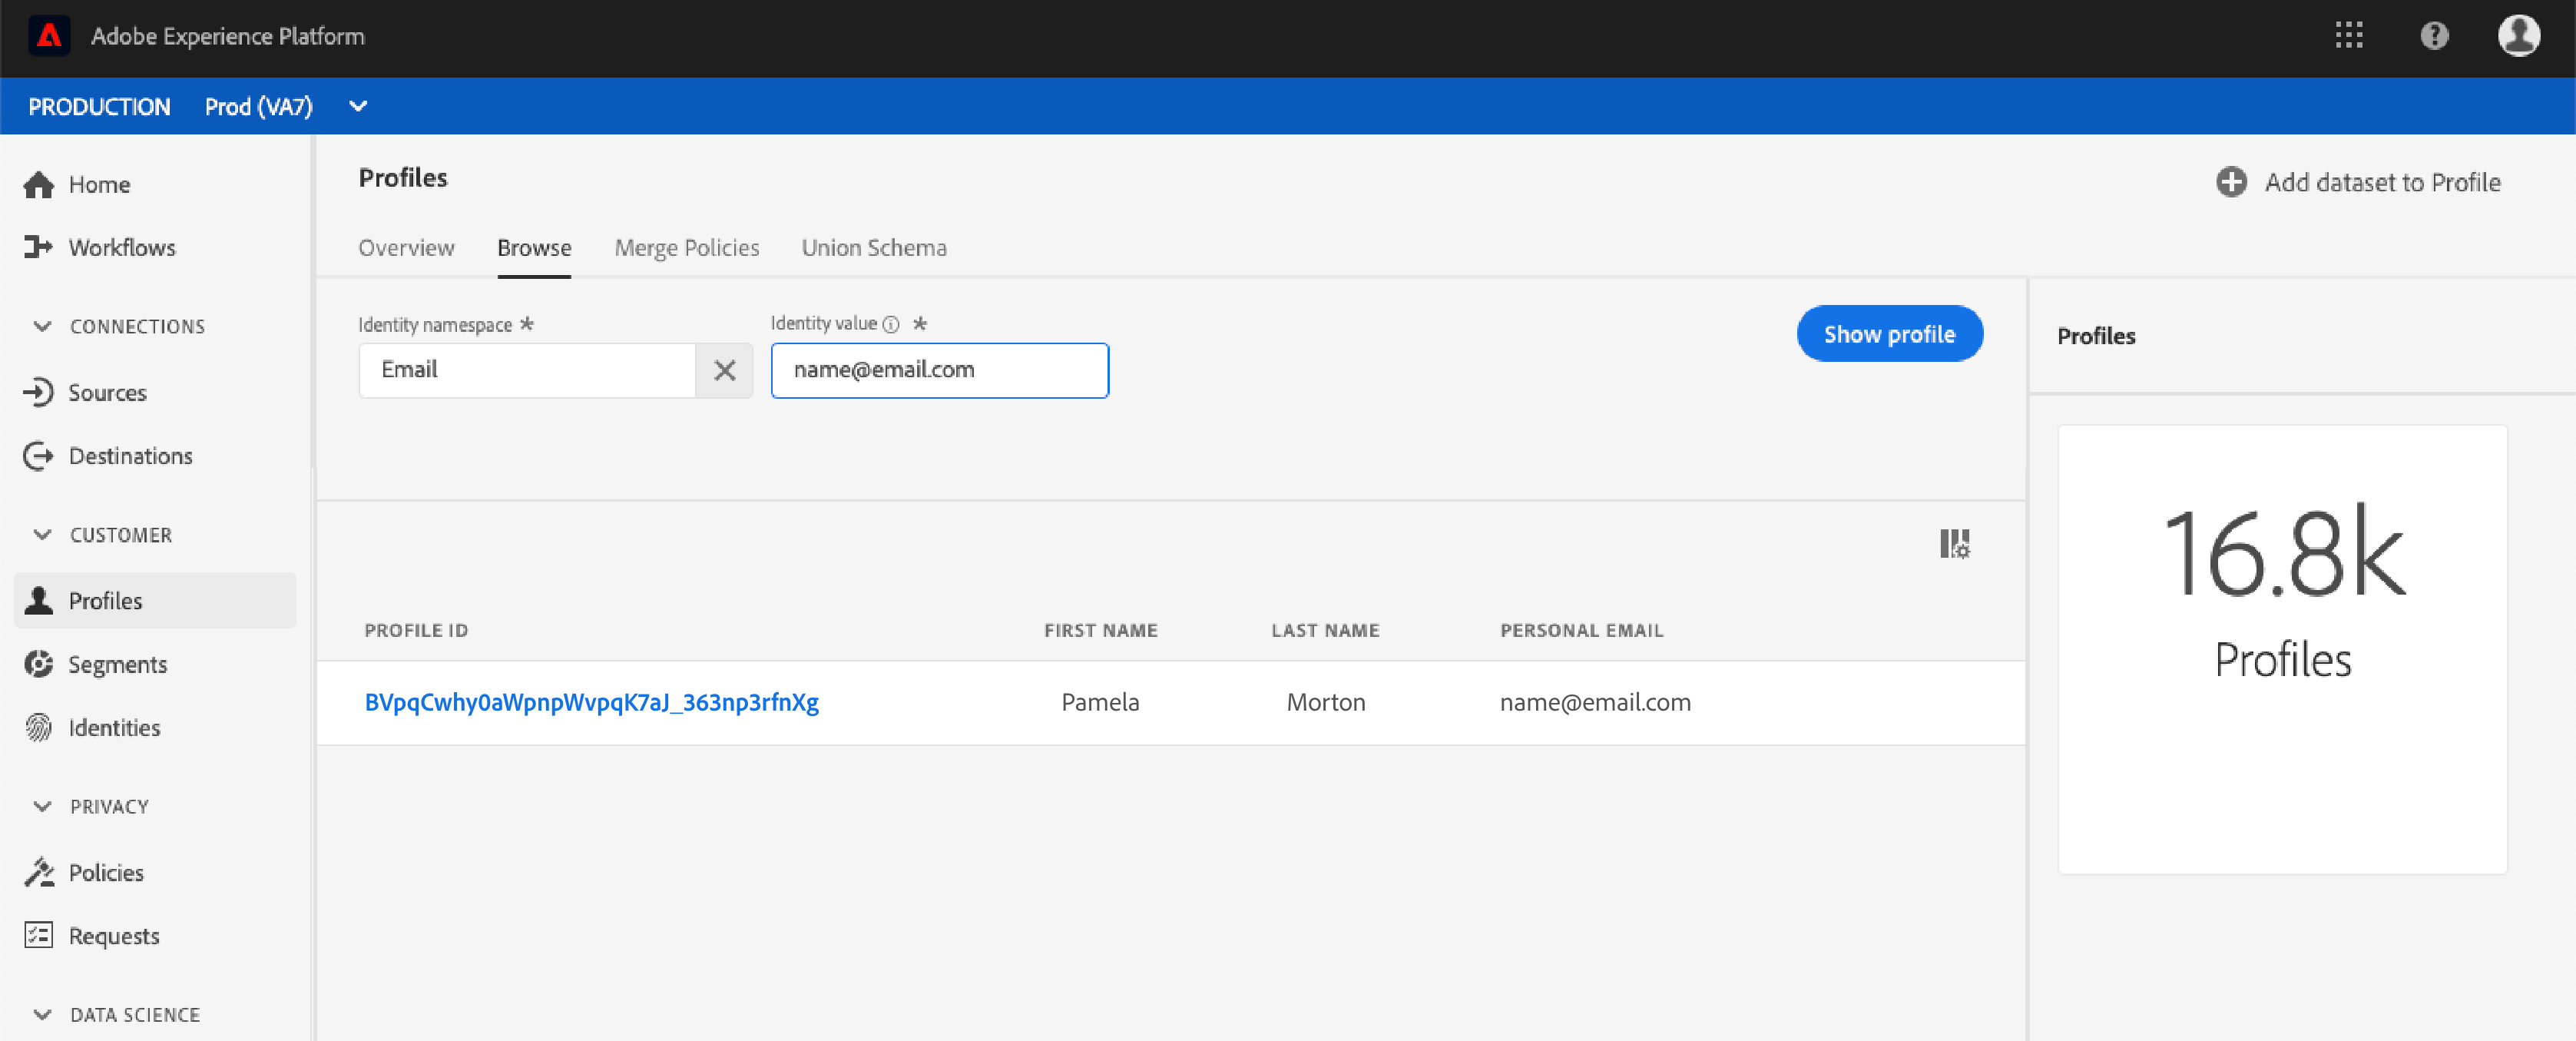 Adobe Experience Platform
PRODUCTION Prod (VA7)
Home
Workflows
CONNECTIONS
Sources
Destinations
CUSTOMER
Profiles
Segments
Identities
PRIVACY
Policies
Requests
DATA SCIENCE
Profiles
Add dataset to Profile
Overview Browse Merge Policies Union Schema
Identity namespace * Identity value *
Email name@email.com
Show profile
PROFILE ID FIRST NAME LAST NAME PERSONAL EMAIL
BVpqCwhy0aWpnpWvpqK7aJ_363np3rfnXg Pamela Morton name@email.com
Profiles
16.8k
Profiles